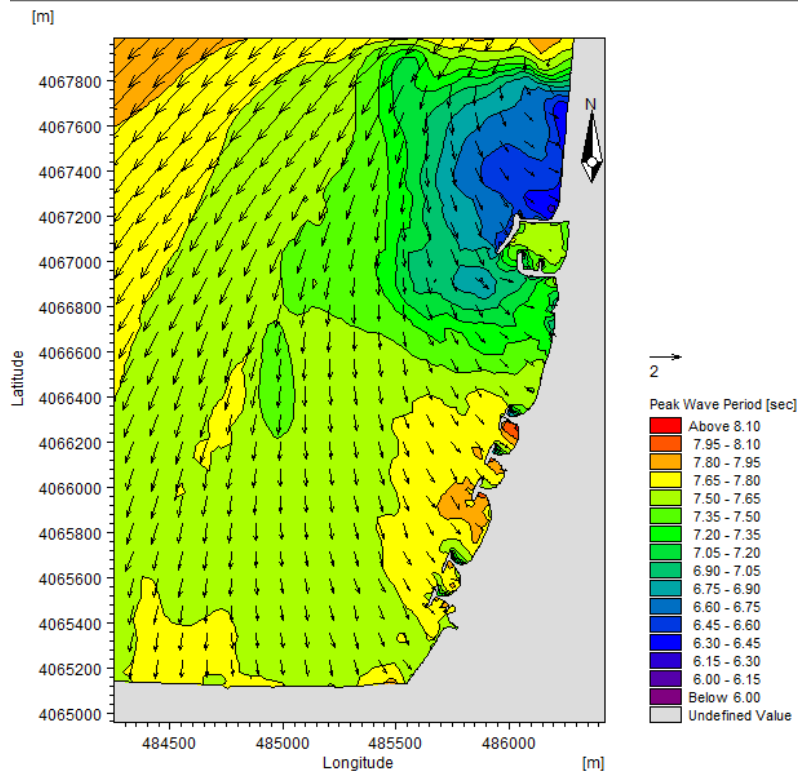 [m]
4067800
4067600
4067400
4067200
4067000
4066800
4066600
4066400
4066200
4066000
4065800
4065600
4065400
4065200
4065000
Latitude
N
484500 485000 485500 486000
Longitude [m]
2
Peak Wave Period [sec]
Above 8.10
7.95 - 8.10
7.80 - 7.95
7.65 - 7.80
7.50 - 7.65
7.35 - 7.50
7.20 - 7.35
7.05 - 7.20
6.90 - 7.05
6.75 - 6.90
6.60 - 6.75
6.45 - 6.60
6.30 - 6.45
6.15 - 6.30
6.00 - 6.15
Below 6.00
Undefined Value